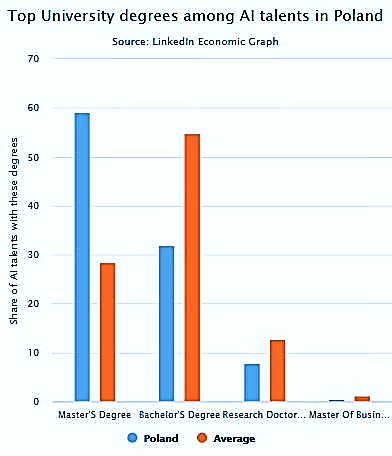 Top University degrees among AI talents in Poland
Source: LinkedIn Economic Graph
Share of AI talents with these degrees
70
60
50
40
30
20
10
0
Master'S Degree Bachelor'S Degree Research Doctor... Master Of Busin...
Poland Average